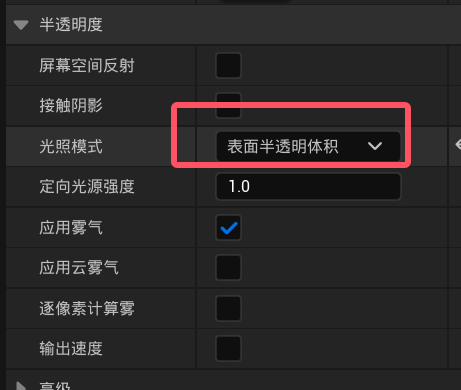 半透明度
屏幕空间反射
接触阴影
光照模式 表面半透明体积
定向光源强度 1.0
应用雾气
应用云雾气
逐像素计算雾
输出速度
高级